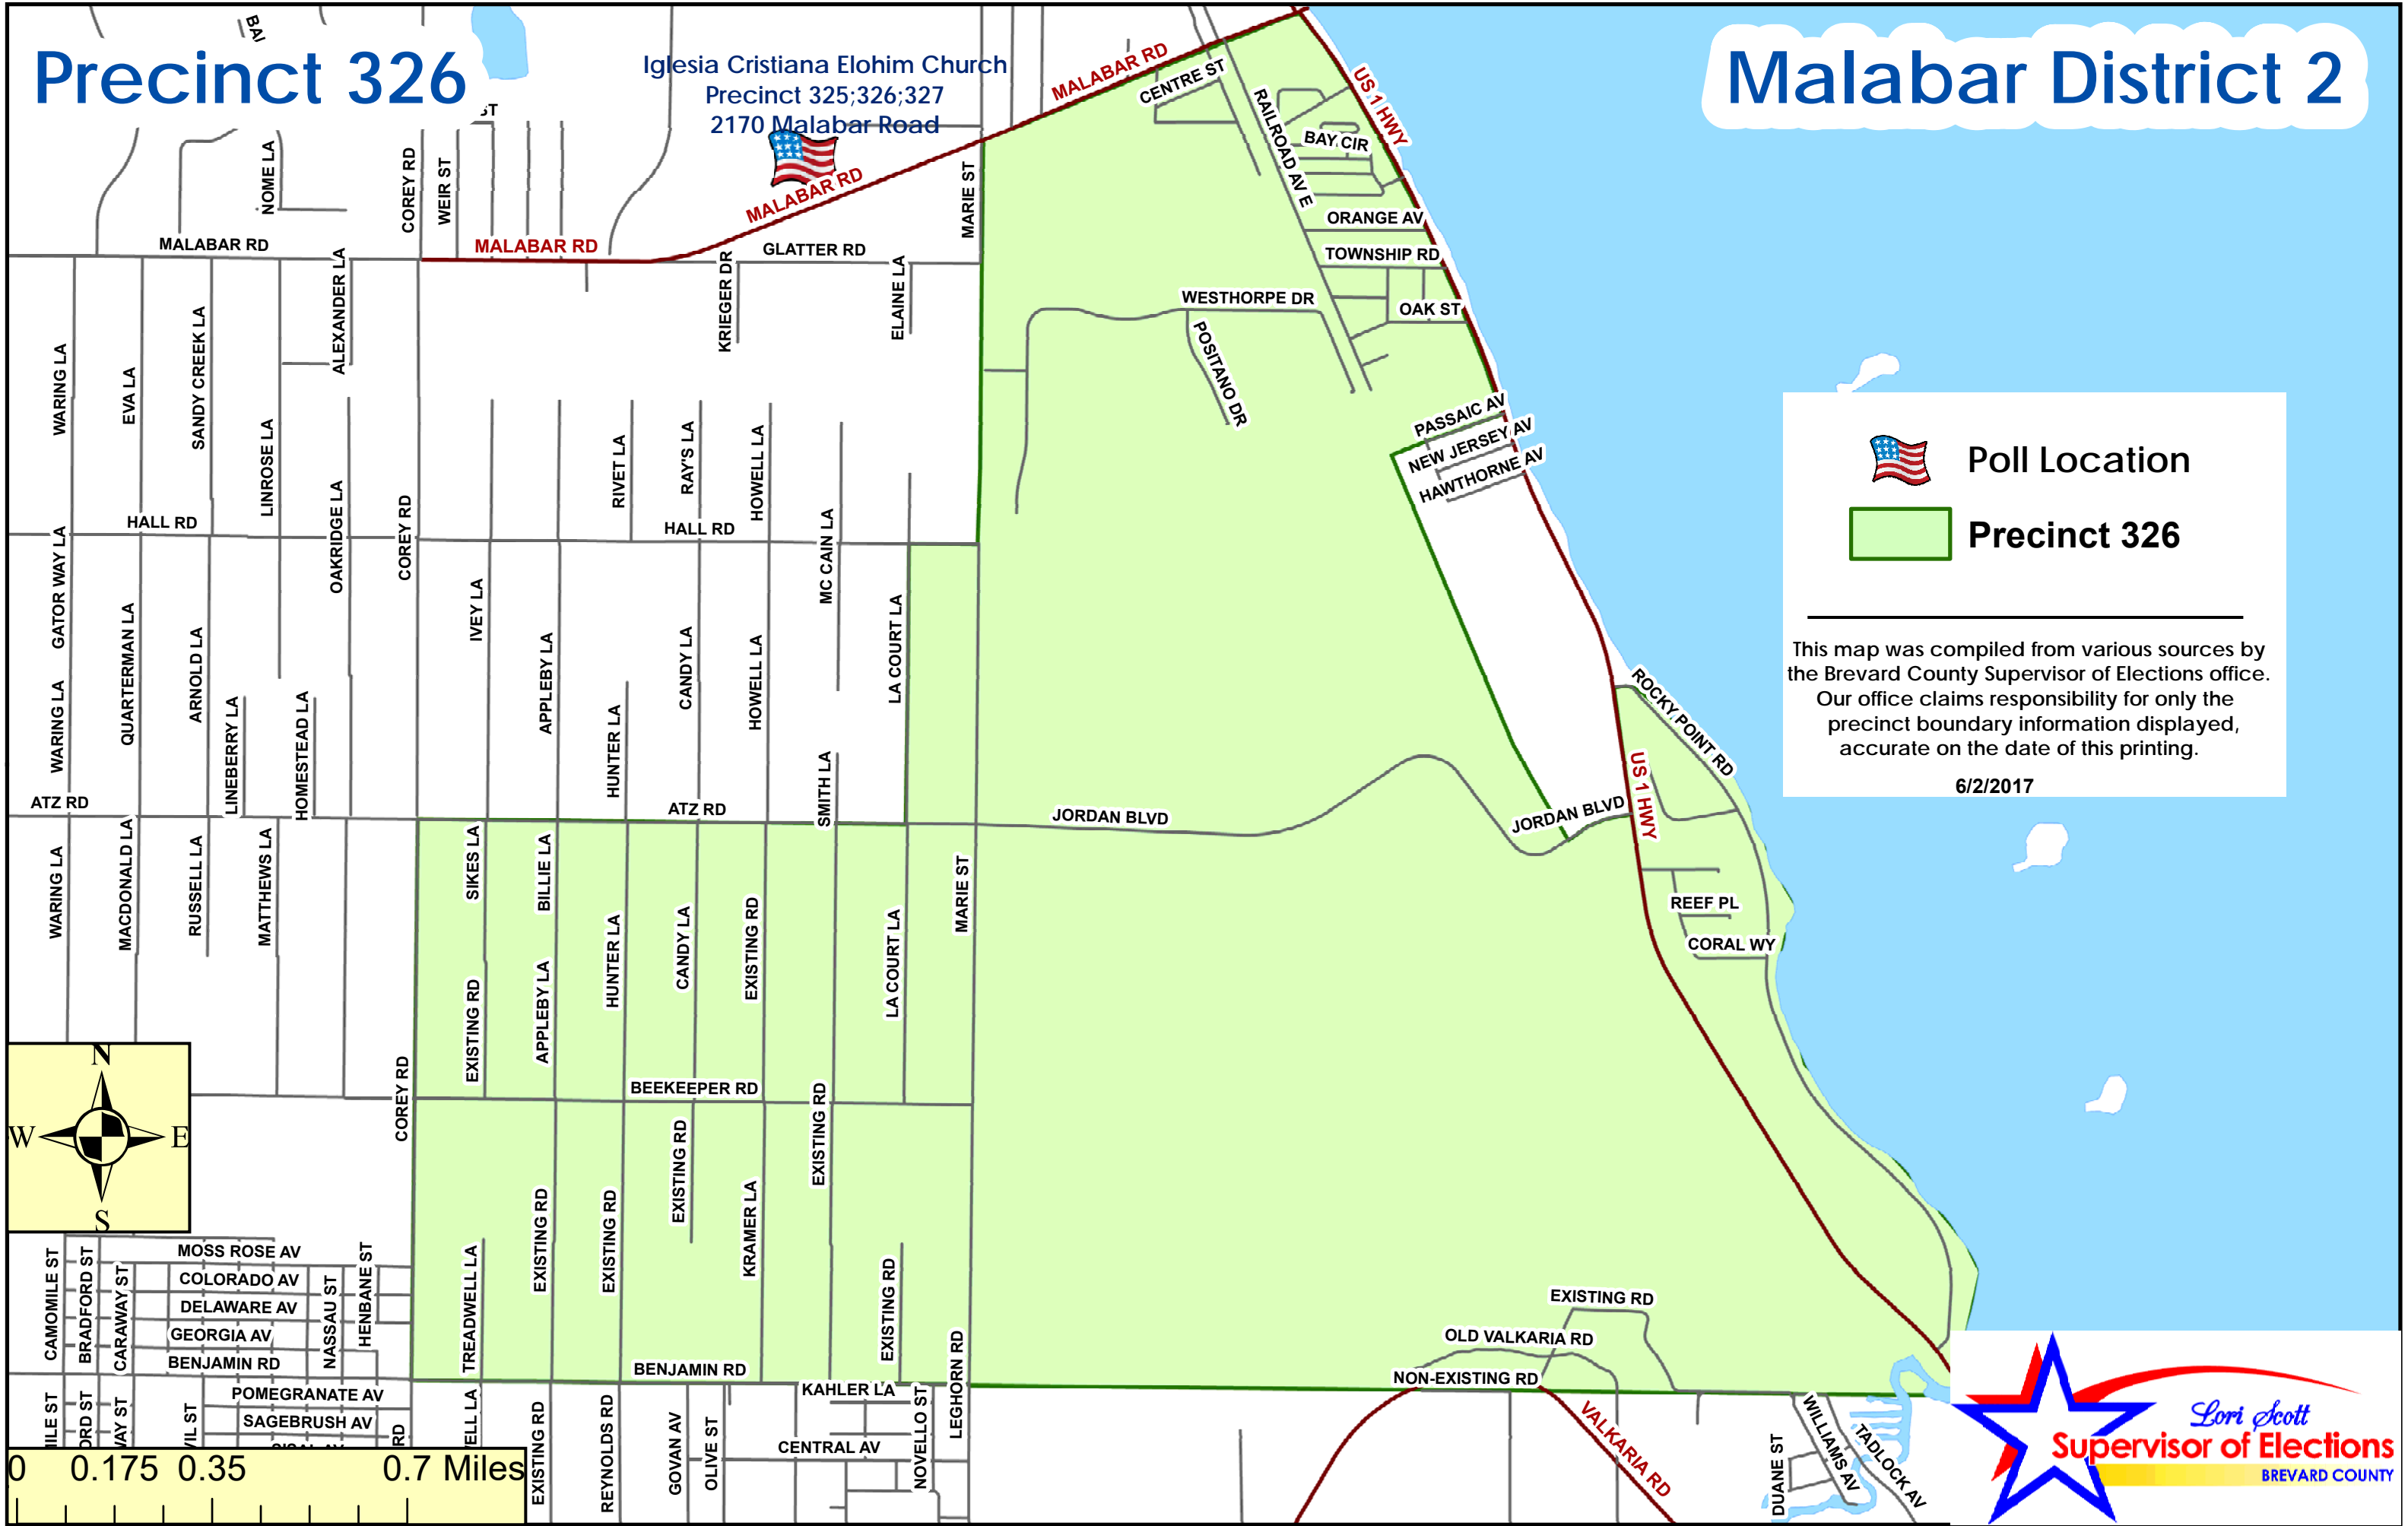 Precinct 326
Malabar District 2
Iglesia Cristiana Elohim Church
Precinct 325;326;327
2170 Malabar Road
BAI
ST
MALABAR RD
CENTRE ST
US 1 HWY
RAILROAD AV E
BAY CIR
ORANGE AV
TOWNSHIP RD
OAK ST
WESTHORPE DR
POSITANO DR
NOME LA
COREY RD
WEIR ST
MALABAR RD
MARIE ST
MALABAR RD
MALABAR RD
GLATTER RD
ALEXANDER LA
KRIEGER DR
ELAINE LA
WARING LA
EVA LA
SANDY CREEK LA
LINROSE LA
OAKRIDGE LA
COREY RD
RIVET LA
RAY'S LA
HOWELL LA
MC CAIN LA
HALL RD
HALL RD
PASSAIC AV
NEW JERSEY AV
HAWTHORNE AV
Poll Location
Precinct 326
This map was compiled from various sources by
the Brevard County Supervisor of Elections office.
Our office claims responsibility for only the
precinct boundary information displayed,
accurate on the date of this printing.
6/2/2017
GATOR WAY LA
WARING LA
QUARTERMAN LA
ARNOLD LA
LINEBERRY LA
HOMESTEAD LA
IVEY LA
APPLEBY LA
HUNTER LA
CANDY LA
HOWELL LA
SMITH LA
LA COURT LA
ROCKY POINT RD
US 1 HWY
ATZ RD
ATZ RD
JORDAN BLVD
JORDAN BLVD
WARING LA
MACDONALD LA
RUSSELL LA
MATTHEWS LA
SIKES LA
BILLIE LA
EXISTING RD
APPLEBY LA
HUNTER LA
CANDY LA
EXISTING RD
LA COURT LA
MARIE ST
REEF PL
CORAL WY
COREY RD
BEEKEEPER RD
EXISTING RD
EXISTING RD
N
W
E
S
TREADWELL LA
EXISTING RD
EXISTING RD
KRAMER LA
EXISTING RD
LEGHORN RD
EXISTING RD
OLD VALKARIA RD
NON-EXISTING RD
VALKARIA RD
CAMOMILE ST
BRADFORD ST
CARAWAY ST
MOSS ROSE AV
COLORADO AV
DELAWARE AV
GEORGIA AV
BENJAMIN RD
NASSAU ST
HENBANE ST
BENJAMIN RD
POMEGRANATE AV
SAGEBRUSH AV
MILE ST
ORD ST
WAY ST
VIL ST
RD
WELL LA
EXISTING RD
REYNOLDS RD
GOVAN AV
OLIVE ST
KAHLER LA
CENTRAL AV
NOVELLO ST
DUANE ST
WILLIAMS AV
TADLOCK AV
0 0.175 0.35 0.7 Miles
Lori Scott
Supervisor of Elections
BREVARD COUNTY